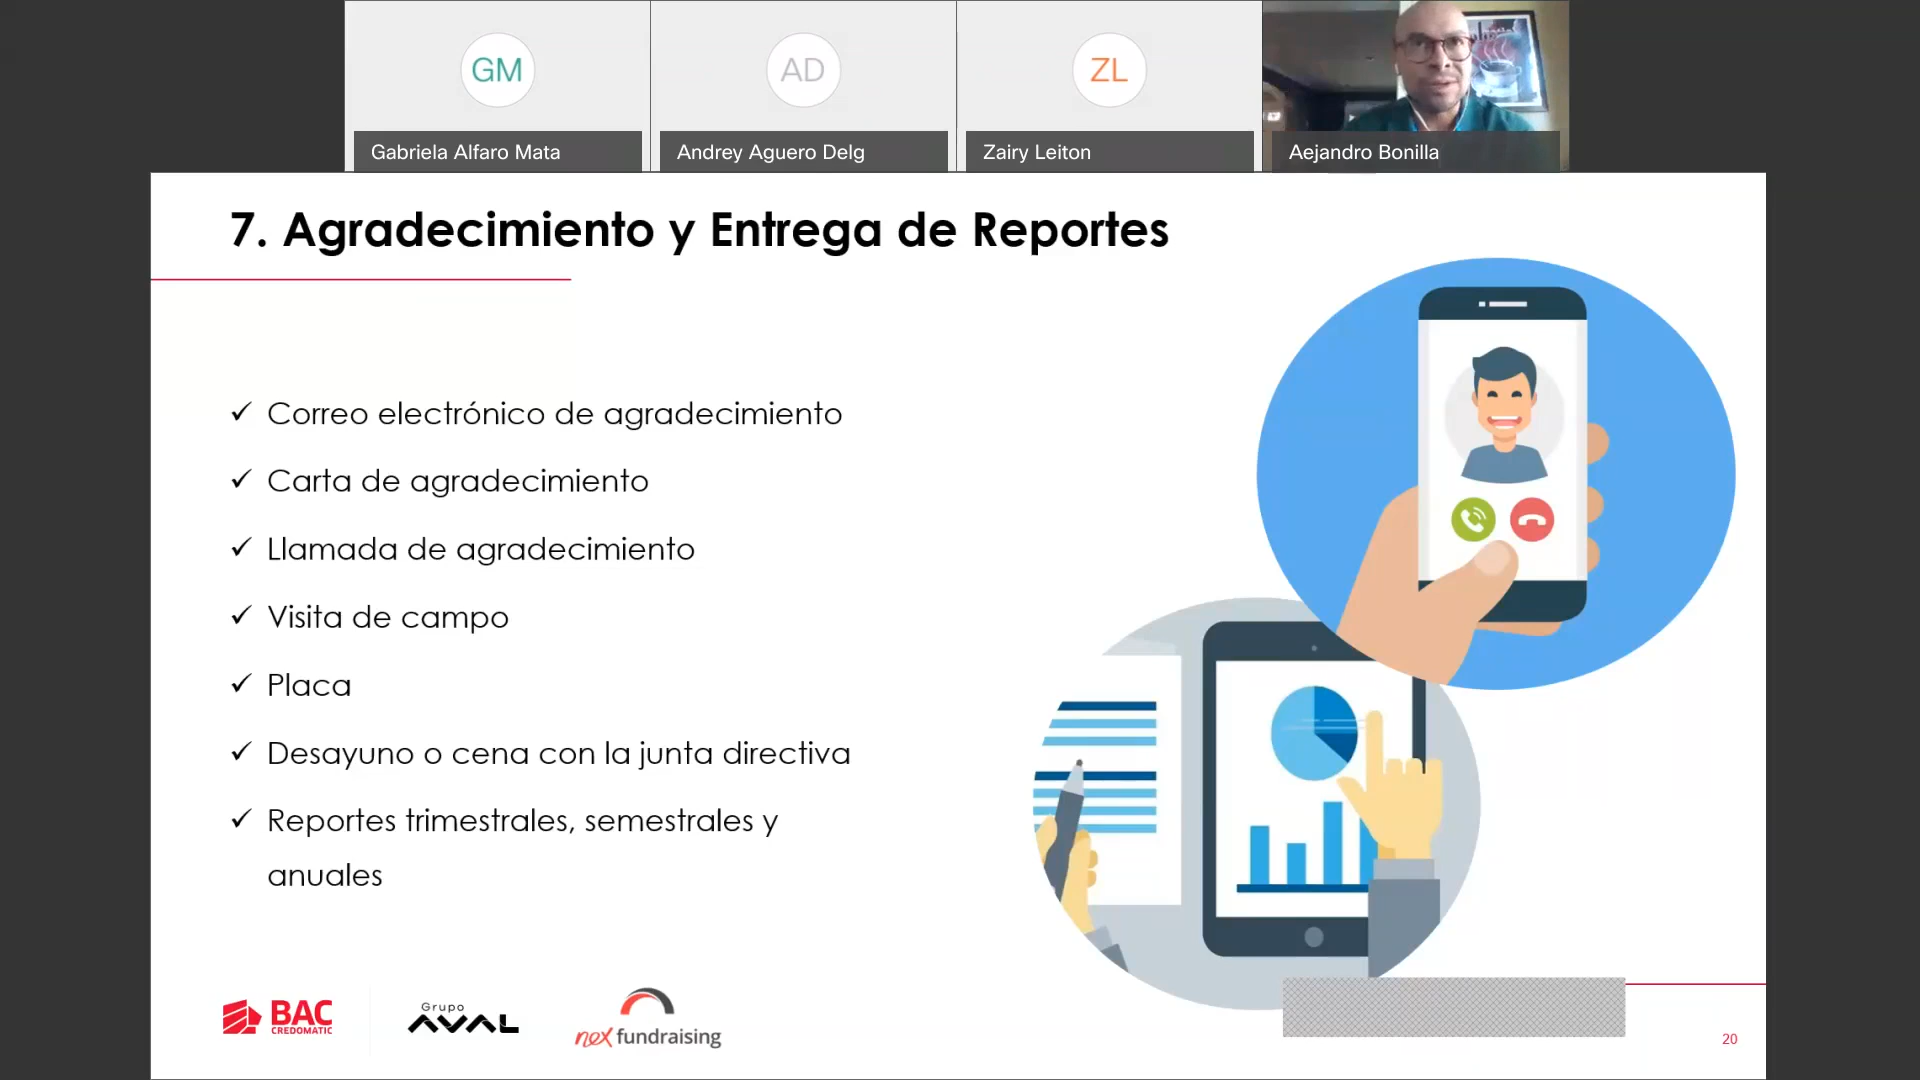 GM
AD
ZL
Gabriela Alfaro Mata
Andrey Aguero Delg
Zairy Leiton
Aejandro Bonilla
7. Agradecimiento y Entrega de Reportes
✓ Correo electrónico de agradecimiento
✓ Carta de agradecimiento
✓ Llamada de agradecimiento
✓ Visita de campo
✓ Placa
✓ Desayuno o cena con la junta directiva
✓ Reportes trimestrales, semestrales y
anuales
BAC
CREDOMATIC
Grupo
AVAL
nex fundraising
20